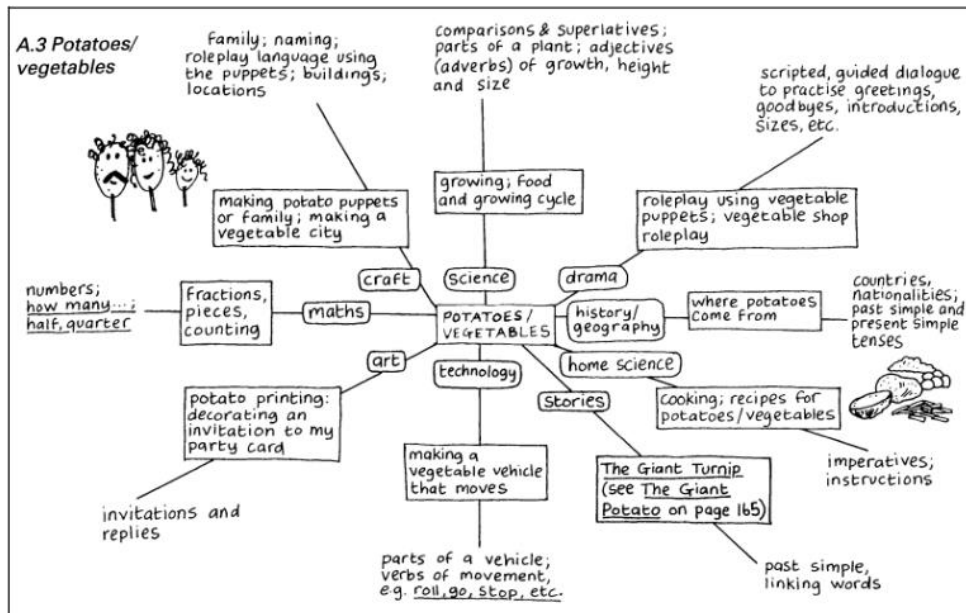 A.3 Potatoes/
vegetables
family; naming;
roleplay language using
the puppets; buildings;
locations
comparisons & superlatives;
parts of a plant; adjectives
(adverbs) of growth, height
and size
scripted, guided dialogue
to practise greetings,
goodbyes, introductions,
sizes, etc.
making potato puppets
or family; making a
vegetable city
growing; food
and growing cycle
roleplay using vegetable
puppets; vegetable shop
roleplay
craft
science
drama
numbers;
how many...;
half, quarter
fractions,
pieces,
counting
maths
POTATOES/
VEGETABLES
history/
geography
where potatoes
come from
countries,
nationalities;
past simple and
present simple
tenses
art
technology
home science
stories
potato printing:
decorating an
invitation to my
party card
cooking; recipes for
potatoes/vegetables
making a
vegetable vehicle
that moves
The Giant Turnip
(see The Giant
Potato on page 165)
imperatives;
instructions
invitations and
replies
parts of a vehicle;
verbs of movement,
e.g. roll, go, stop, etc.
past simple,
linking words